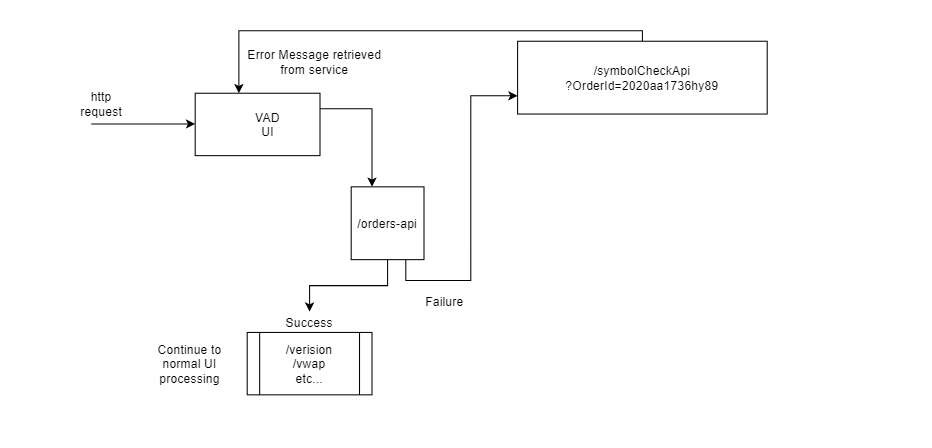 Error Message retrieved
from service
/symbolCheckApi
?OrderId=2020aa1736hy89
http
request
VAD
UI
/orders-api
Failure
Success
Continue to
normal UI
processing
/verision
/vwap
etc...